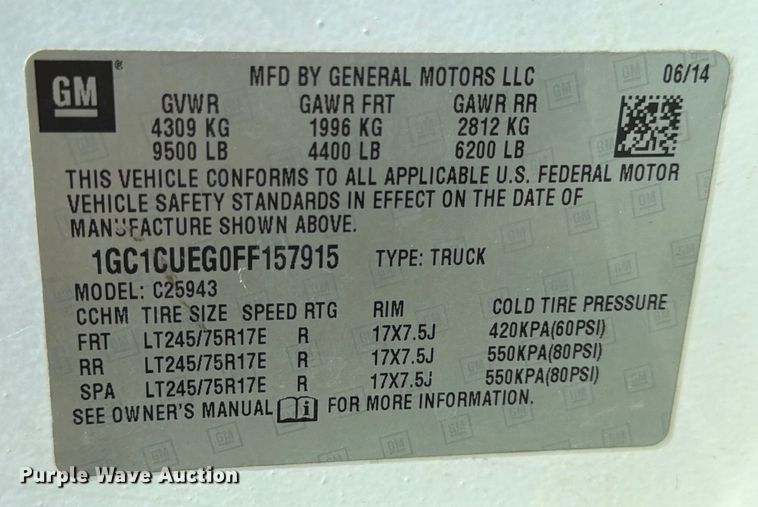 GM
MFD BY GENERAL MOTORS LLC 06/14
GVWR GAWR FRT GAWR RR
4309 KG 1996 KG 2812 KG
9500 LB 4400 LB 6200 LB
THIS VEHICLE CONFORMS TO ALL APPLICABLE U.S. FEDERAL MOTOR
VEHICLE SAFETY STANDARDS IN EFFECT ON THE DATE OF
MANUFACTURE SHOWN ABOVE.
1GC1CUEG0FF157915 TYPE: TRUCK
MODEL: C25943
CCHM TIRE SIZE SPEED RTG RIM COLD TIRE PRESSURE
FRT LT245/75R17E R 17X7.5J 420KPA(60PSI)
RR LT245/75R17E R 17X7.5J 550KPA(80PSI)
SPA LT245/75R17E R 17X7.5J 550KPA(80PSI)
SEE OWNER'S MANUAL i FOR MORE INFORMATION.
Purple Wave Auction